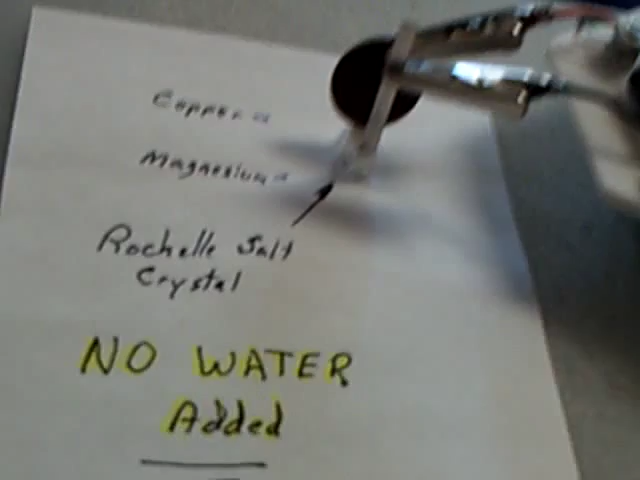 Copper
Magnesium
Rochelle Salt
Crystal
NO WATER
Added